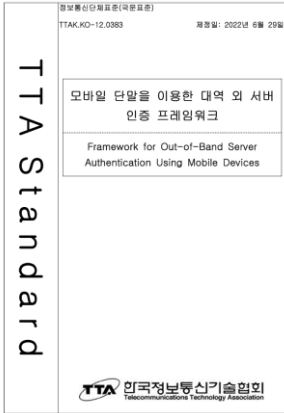 정보통신단체표준(국문표준)
TTAK.KO-12.0383 제정일: 2022년 6월 29일
TTA Standard
모바일 단말을 이용한 대역 외 서버
인증 프레임워크
Framework for Out-of-Band Server
Authentication Using Mobile Devices
TTA 한국정보통신기술협회
Telecommunications Technology Association